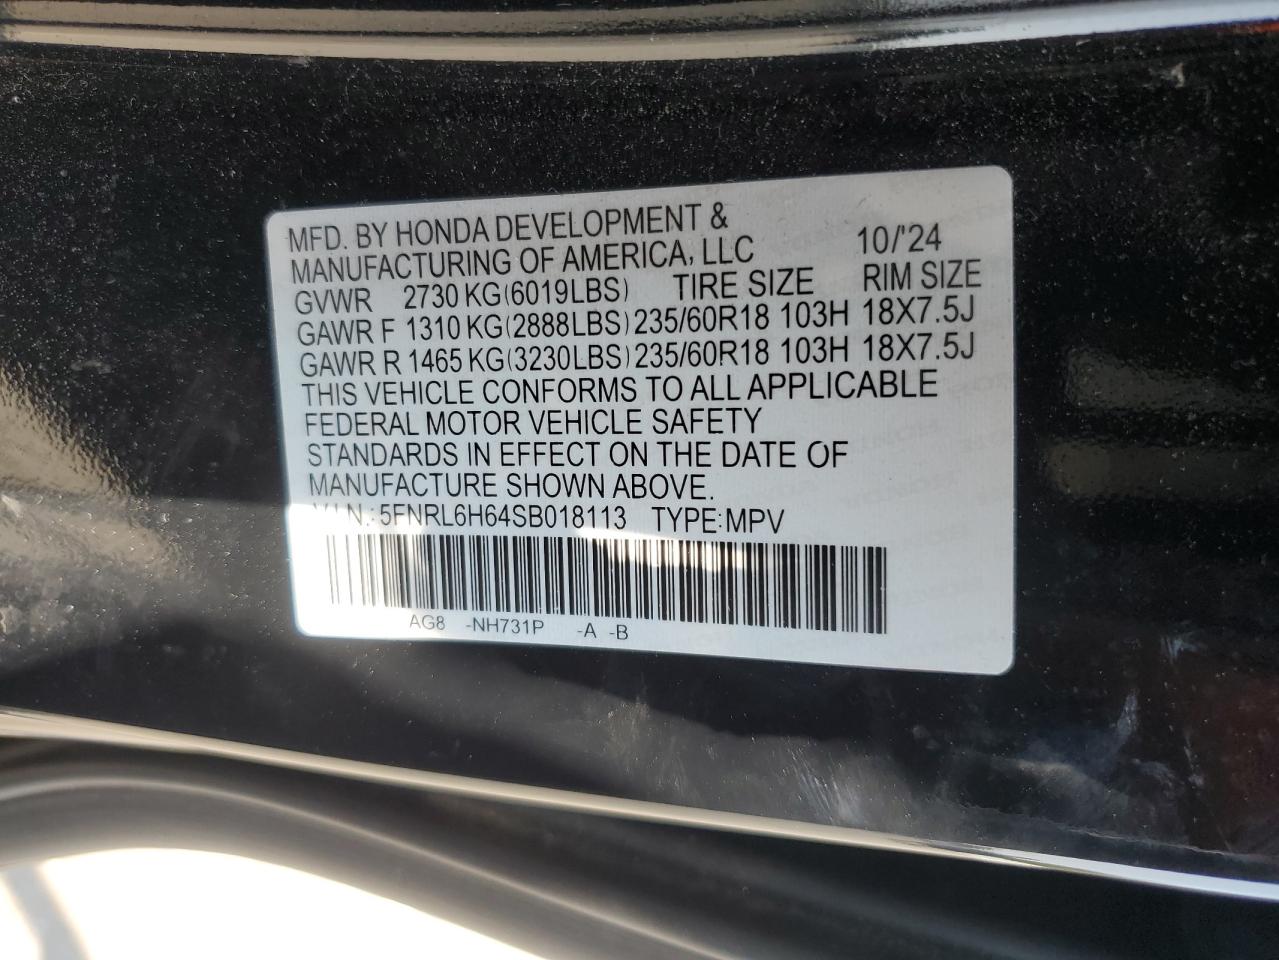 MFD. BY HONDA DEVELOPMENT &
MANUFACTURING OF AMERICA, LLC 10/'24
GVWR 2730 KG(6019LBS) TIRE SIZE RIM SIZE
GAWR F 1310 KG(2888LBS) 235/60R18 103H 18X7.5J
GAWR R 1465 KG(3230LBS) 235/60R18 103H 18X7.5J
THIS VEHICLE CONFORMS TO ALL APPLICABLE
FEDERAL MOTOR VEHICLE SAFETY
STANDARDS IN EFFECT ON THE DATE OF
MANUFACTURE SHOWN ABOVE.
V.I.N.:5FNRL6H64SB018113 TYPE:MPV
AG8 -NH731P -A -B